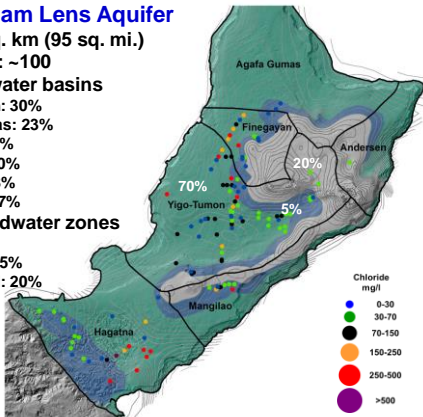 am Lens Aquifer
q. km (95 sq. mi.)
: ~100
water basins
: 30%
as: 23%
%
0%
%
7%
dwater zones
5%
: 20%
Agafa Gumas
Finegayan
Andersen
20%
70%
Yigo-Tumon
5%
Mangilao
Hagatna
Chloride
mg/l
0-30
30-70
70-150
150-250
250-500
>500